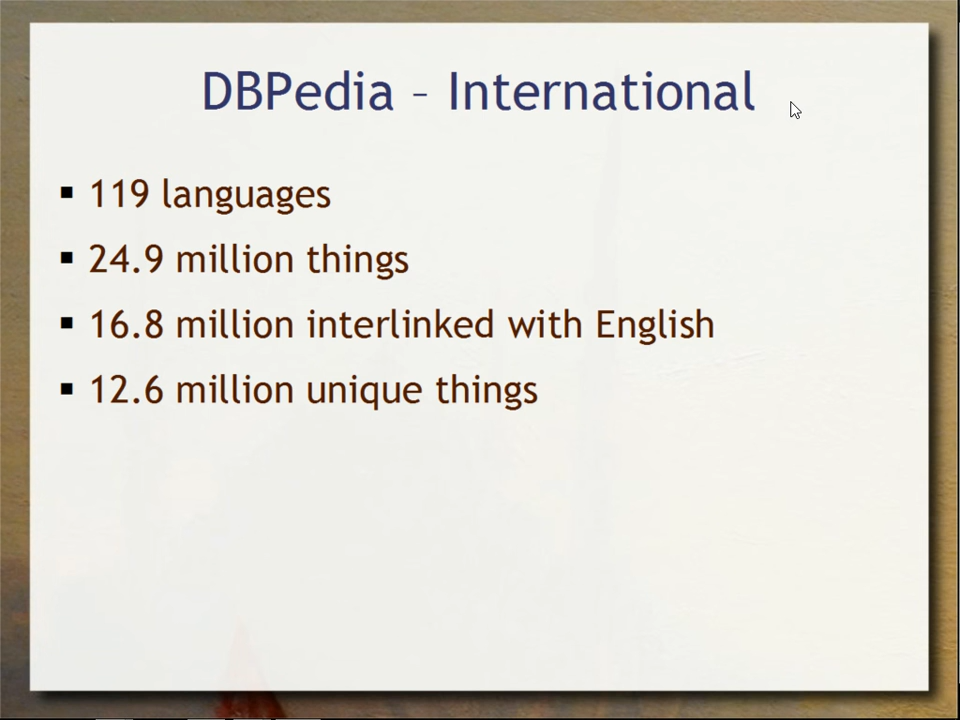 DBPedia – International
▪ 119 languages
▪ 24.9 million things
▪ 16.8 million interlinked with English
▪ 12.6 million unique things